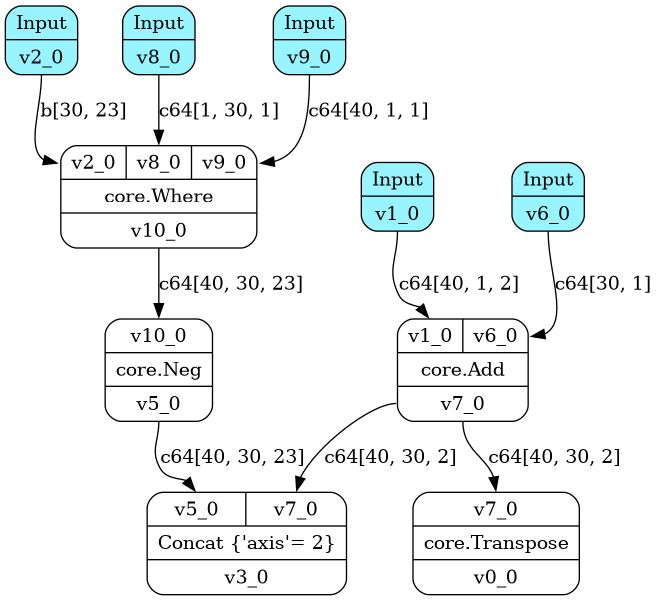 Input
v2_0
Input
v8_0
Input
v9_0
b[30, 23]
c64[1, 30, 1]
c64[40, 1, 1]
v2_0 v8_0 v9_0
core.Where
v10_0
Input
v1_0
Input
v6_0
c64[40, 30, 23]
c64[40, 1, 2]
c64[30, 1]
v10_0
core.Neg
v5_0
v1_0 v6_0
core.Add
v7_0
c64[40, 30, 23]
c64[40, 30, 2]
c64[40, 30, 2]
v5_0 v7_0
Concat {'axis'= 2}
v3_0
v7_0
core.Transpose
v0_0